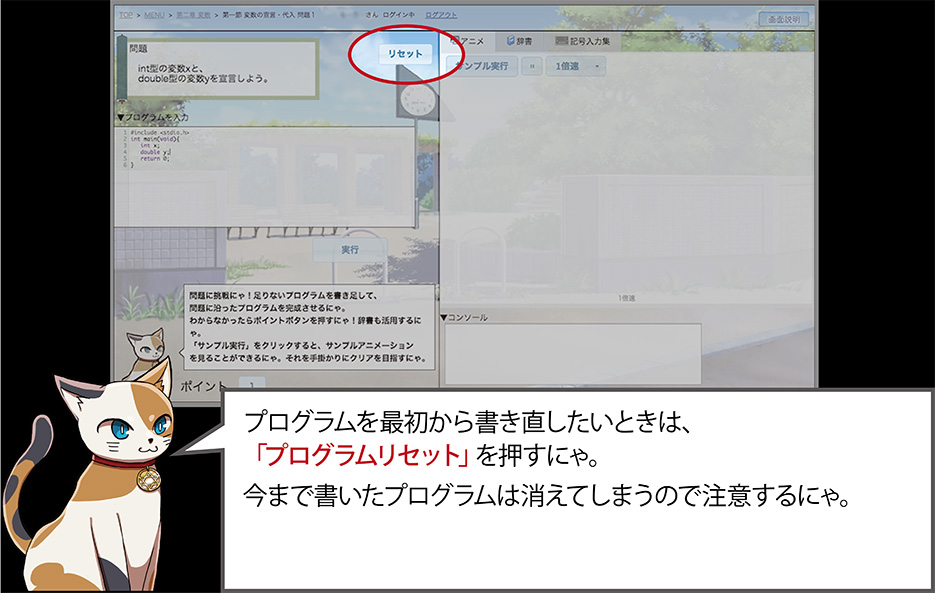 TOP > MENU > 第二章 変数 > 第一節 変数の宣言・代入 問題1
さん ログイン中 ログアウト
画面説明
問題
int型の変数xと、
double型の変数yを宣言しよう。
リセット
アニメ
辞書
記号入力集
サンプル実行
1倍速
▼プログラムを入力
1 #include <stdio.h>
2 int main(void){
3 int x;
4 double y;
5 return 0;
6 }
実行
1倍速
▼コンソール
問題に挑戦にゃ！足りないプログラムを書き足して、
問題に沿ったプログラムを完成させるにゃ。
わからなかったらポイントボタンを押すにゃ！辞書も活用するに
ゃ。
「サンプル実行」をクリックすると、サンプルアニメーション
を見ることができるにゃ。それを手掛かりにクリアを目指すにゃ。
ポイント 1
プログラムを最初から書き直したいときは、
「プログラムリセット」を押すにゃ。
今まで書いたプログラムは消えてしまうので注意するにゃ。